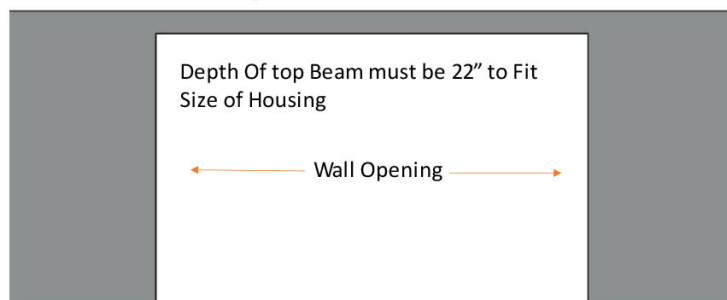 Depth Of top Beam must be 22” to Fit
Size of Housing
Wall Opening